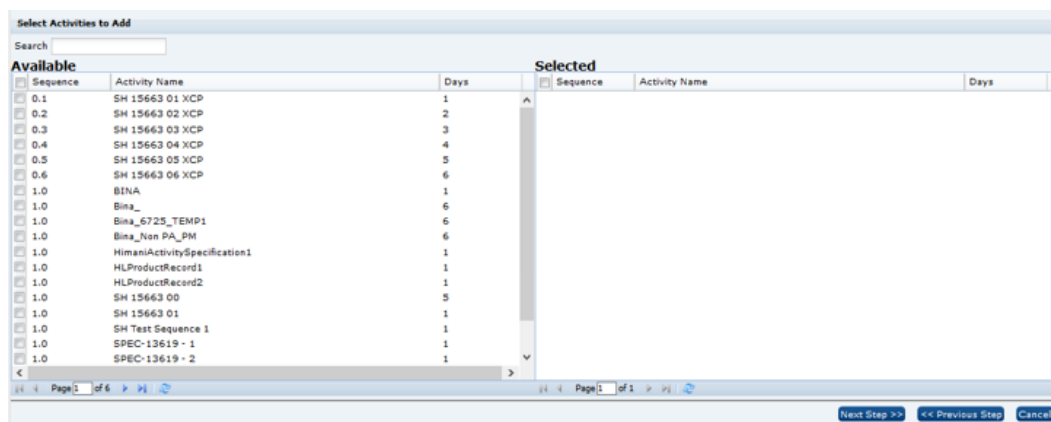 Select Activities to Add
Search
Available Selected
Sequence Activity Name Days Sequence Activity Name Days
0.1 SH 15663 01 XCP 1
0.2 SH 15663 02 XCP 2
0.3 SH 15663 03 XCP 3
0.4 SH 15663 04 XCP 4
0.5 SH 15663 05 XCP 5
0.6 SH 15663 06 XCP 6
1.0 BINA 1
1.0 Bina_ 6
1.0 Bina_6725_TEMP1 6
1.0 Bina_Non PA_PM 6
1.0 HimaniActivitySpecification1 1
1.0 HLProductRecord1 1
1.0 HLProductRecord2 1
1.0 SH 15663 00 5
1.0 SH 15663 01 1
1.0 SH Test Sequence 1 1
1.0 SPEC-13619 - 1 1
1.0 SPEC-13619 - 2 1
Page 1 of 6 Page 1 of 1
Next Step >> << Previous Step Cancel